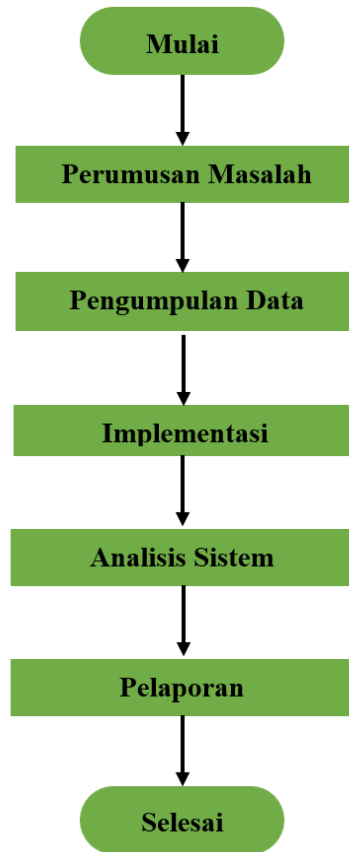 Mulai
Perumusan Masalah
Pengumpulan Data
Implementasi
Analisis Sistem
Pelaporan
Selesai